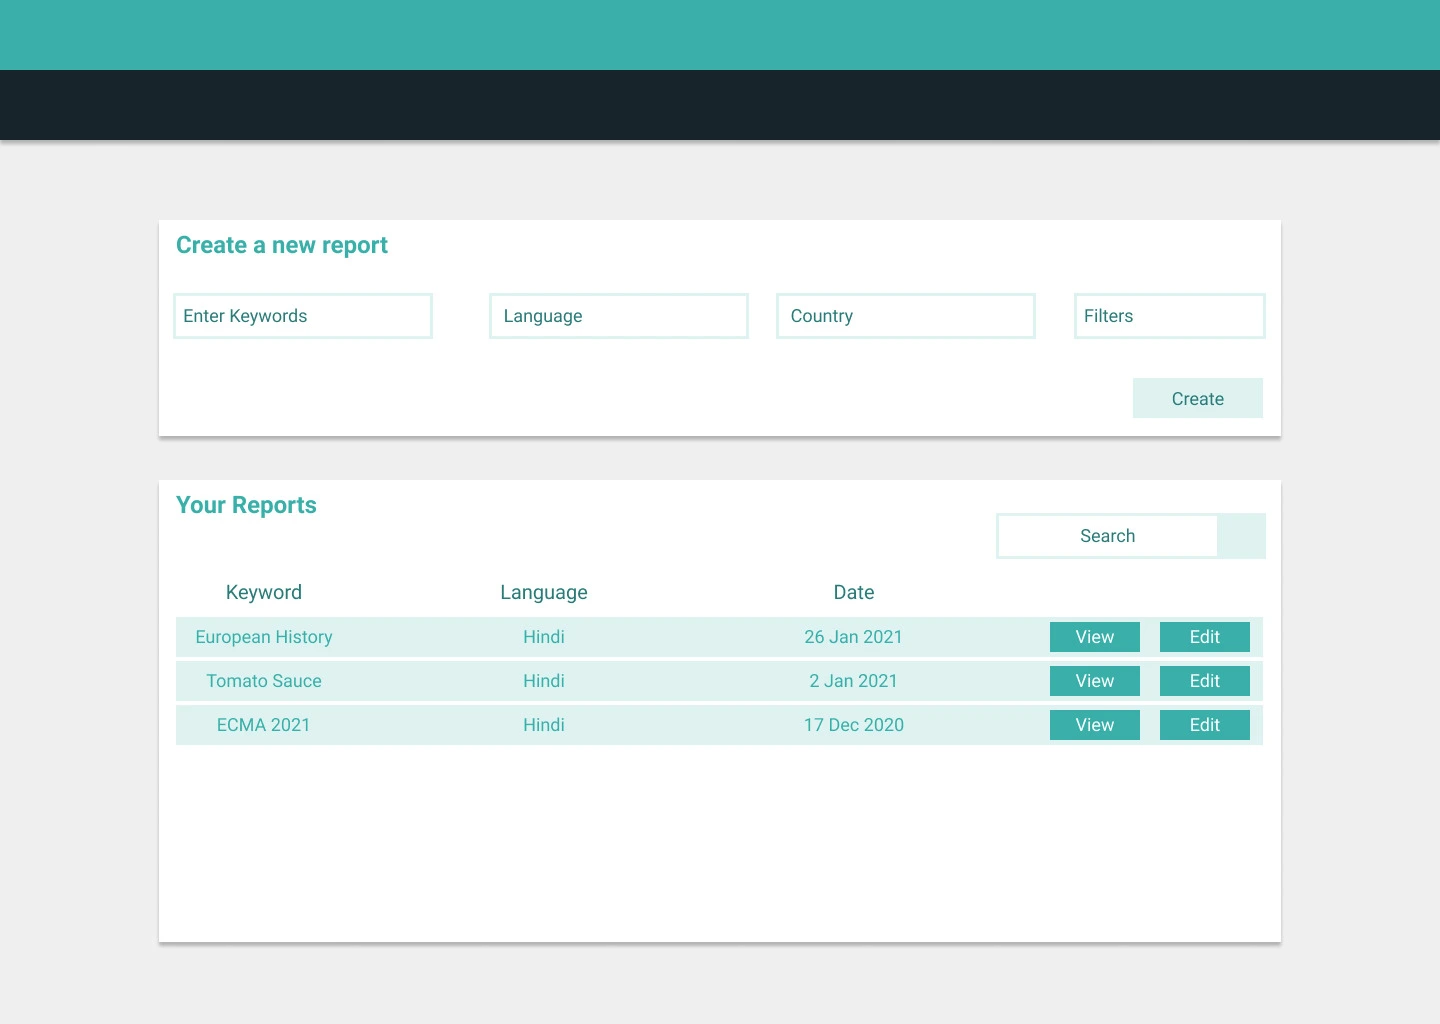 Create a new report
Enter Keywords Language Country Filters
Create
Your Reports
Search
Keyword Language Date
European History Hindi 26 Jan 2021 View Edit
Tomato Sauce Hindi 2 Jan 2021 View Edit
ECMA 2021 Hindi 17 Dec 2020 View Edit